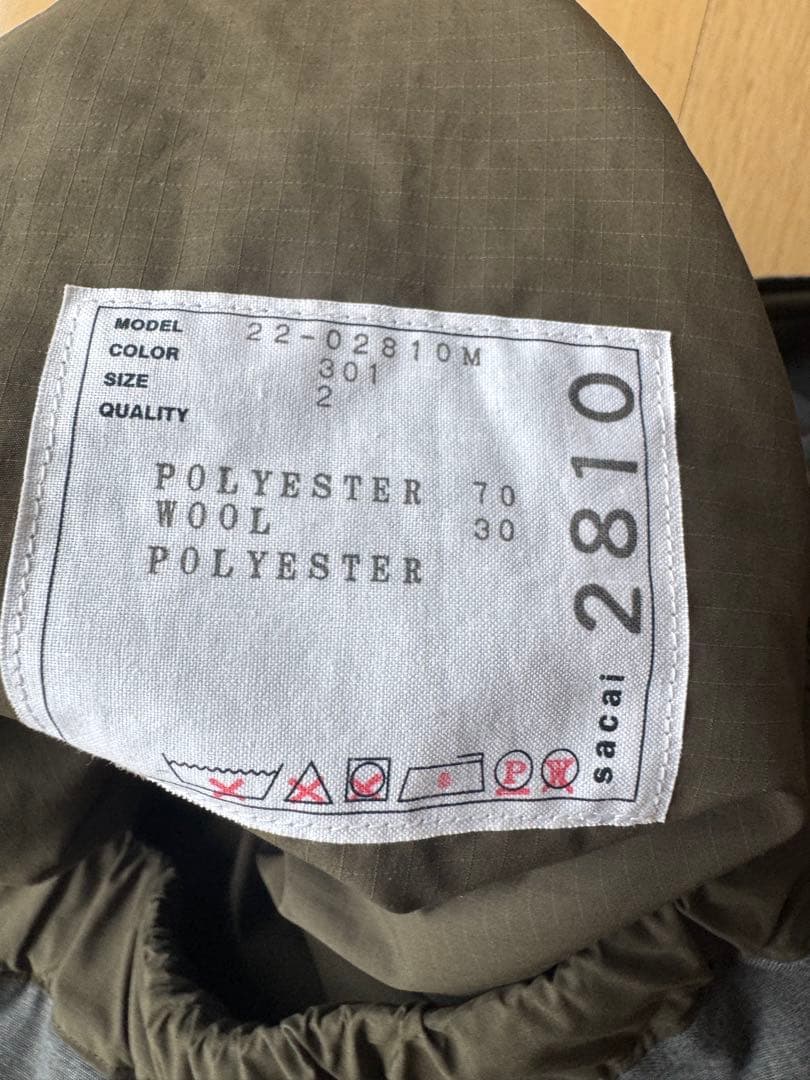 MODEL 22-02810M
COLOR 301
SIZE 2
QUALITY
POLYESTER 70
WOOL 30
POLYESTER
P W
sacai 2810